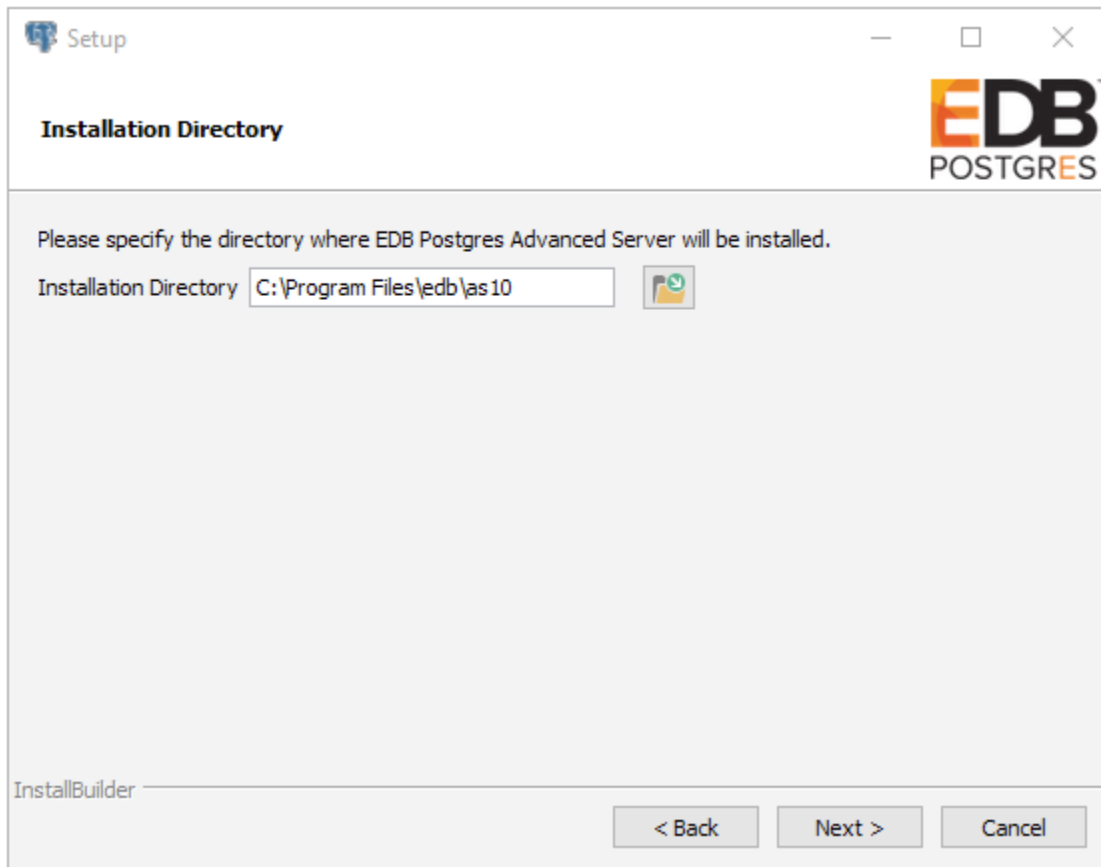 Setup
Installation Directory
EDB
POSTGRES
Please specify the directory where EDB Postgres Advanced Server will be installed.
Installation Directory C:\Program Files\edb\as10
InstallBuilder
< Back Next > Cancel